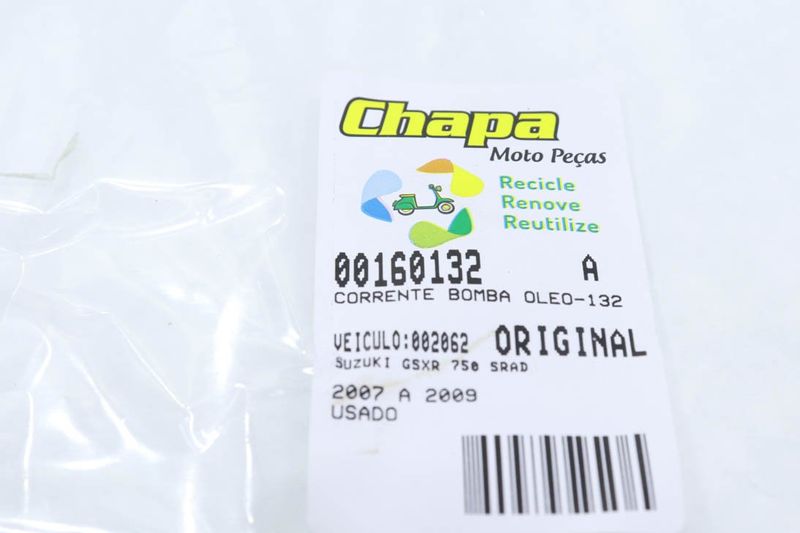 Chapa
Moto Peças
Recicle
Renove
Reutilize
00160132 A
CORRENTE BOMBA OLEO-132
VEICULO:002062 ORIGINAL
SUZUKI GSXR 750 SRAD
2007 A 2009
USADO